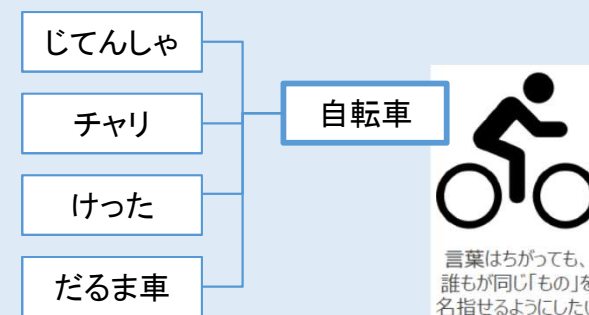 じてんしゃ
チャリ
けった
だるま車
自転車
言葉はちがっても、
誰もが同じ「もの」を
名指せるようにしたい